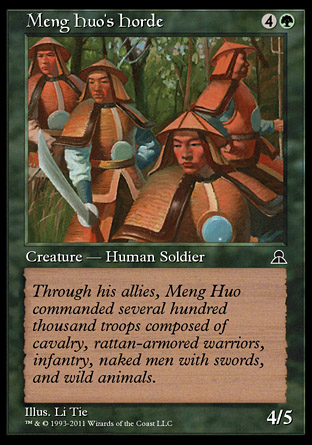 Meng Huo's Horde 4
Creature — Human Soldier
Through his allies, Meng Huo
commanded several hundred
thousand troops composed of
cavalry, rattan-armored warriors,
infantry, naked men with swords,
and wild animals.
Illus. Li Tie
™ & © 1993-2011 Wizards of the Coast LLC
4/5